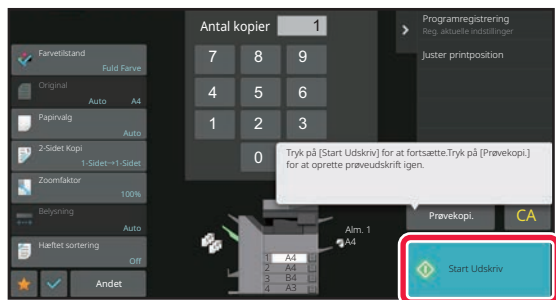 Antal kopier 1
Programregistrering
Reg. aktuelle indstillinger
Juster printposition
Farvetilstand
Fuld Farve
Original
Auto A4
Papirvalg
Auto
2-Sidet Kopi
1-Sidet→1-Sidet
Zoomfaktor
100%
Belysning
Auto
Hæftet sortering
Off
Andet
7 8 9
4 5 6
1 2 3
0
Tryk på [Start Udskriv] for at fortsætte.Tryk på [Prøvekopi.]
for at oprette prøveudskrift igen.
Alm. 1
A4
1 A4
2 A4
3 B4
4 A3
Prøvekopi.
CA
Start Udskriv